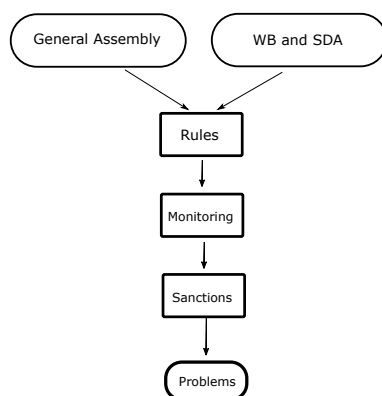 General Assembly
WB and SDA
Rules
Monitoring
Sanctions
Problems